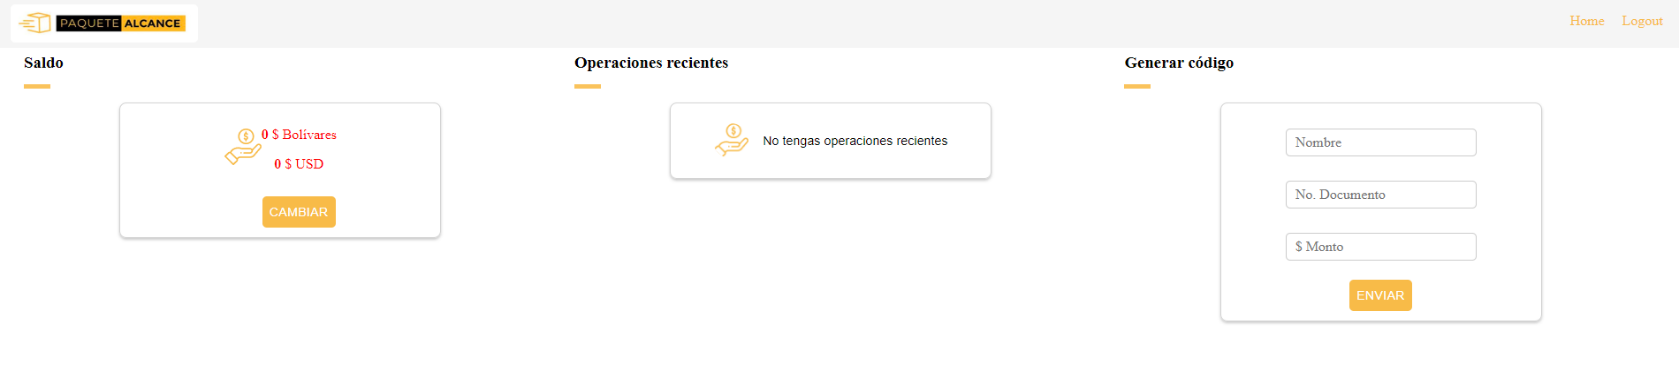 PAQUETE ALCANCE
Home Logout
Saldo
0 $ Bolívares
0 $ USD
CAMBIAR
Operaciones recientes
No tengas operaciones recientes
Generar código
Nombre
No. Documento
$ Monto
ENVIAR